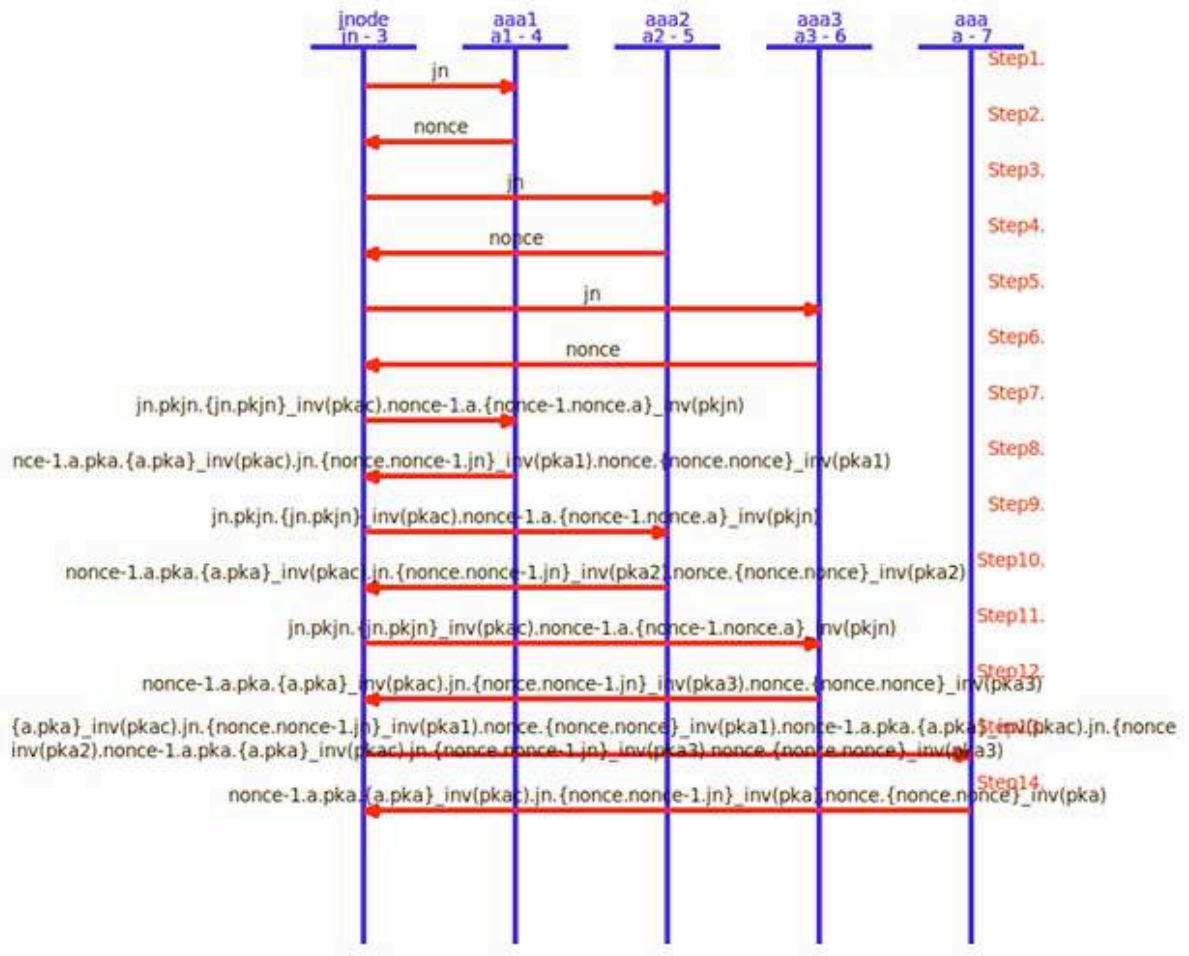 jnode
jn - 3
aaa1
a1 - 4
aaa2
a2 - 5
aaa3
a3 - 6
aaa
a - 7
Step1.
jn
Step2.
nonce
Step3.
jn
Step4.
nonce
Step5.
jn
Step6.
nonce
Step7.
jn.pkjn.{jn.pkjn}_inv(pkac).nonce-1.a.{nonce-1.nonce.a}_inv(pkjn)
Step8.
nce-1.a.pka.{a.pka}_inv(pkac).jn.{nonce.nonce-1.jn}_inv(pka1).nonce.{nonce.nonce}_inv(pka1)
Step9.
jn.pkjn.{jn.pkjn}_inv(pkac).nonce-1.a.{nonce-1.nonce.a}_inv(pkjn)
Step10.
nonce-1.a.pka.{a.pka}_inv(pkac).jn.{nonce.nonce-1.jn}_inv(pka2).nonce.{nonce.nonce}_inv(pka2)
Step11.
jn.pkjn.{jn.pkjn}_inv(pkac).nonce-1.a.{nonce-1.nonce.a}_inv(pkjn)
Step12.
nonce-1.a.pka.{a.pka}_inv(pkac).jn.{nonce.nonce-1.jn}_inv(pka3).nonce.{nonce.nonce}_inv(pka3)
{a.pka}_inv(pkac).jn.{nonce.nonce-1.jn}_inv(pka1).nonce.{nonce.nonce}_inv(pka1).nonce-1.a.pka.{a.pka}_inv(pkac).jn.{nonce
inv(pka2).nonce-1.a.pka.{a.pka}_inv(pkac).jn.{nonce.nonce-1.jn}_inv(pka3).nonce.{nonce.nonce}_inv(pka3)
Step14.
nonce-1.a.pka.{a.pka}_inv(pkac).jn.{nonce.nonce-1.jn}_inv(pka).nonce.{nonce.nonce}_inv(pka)